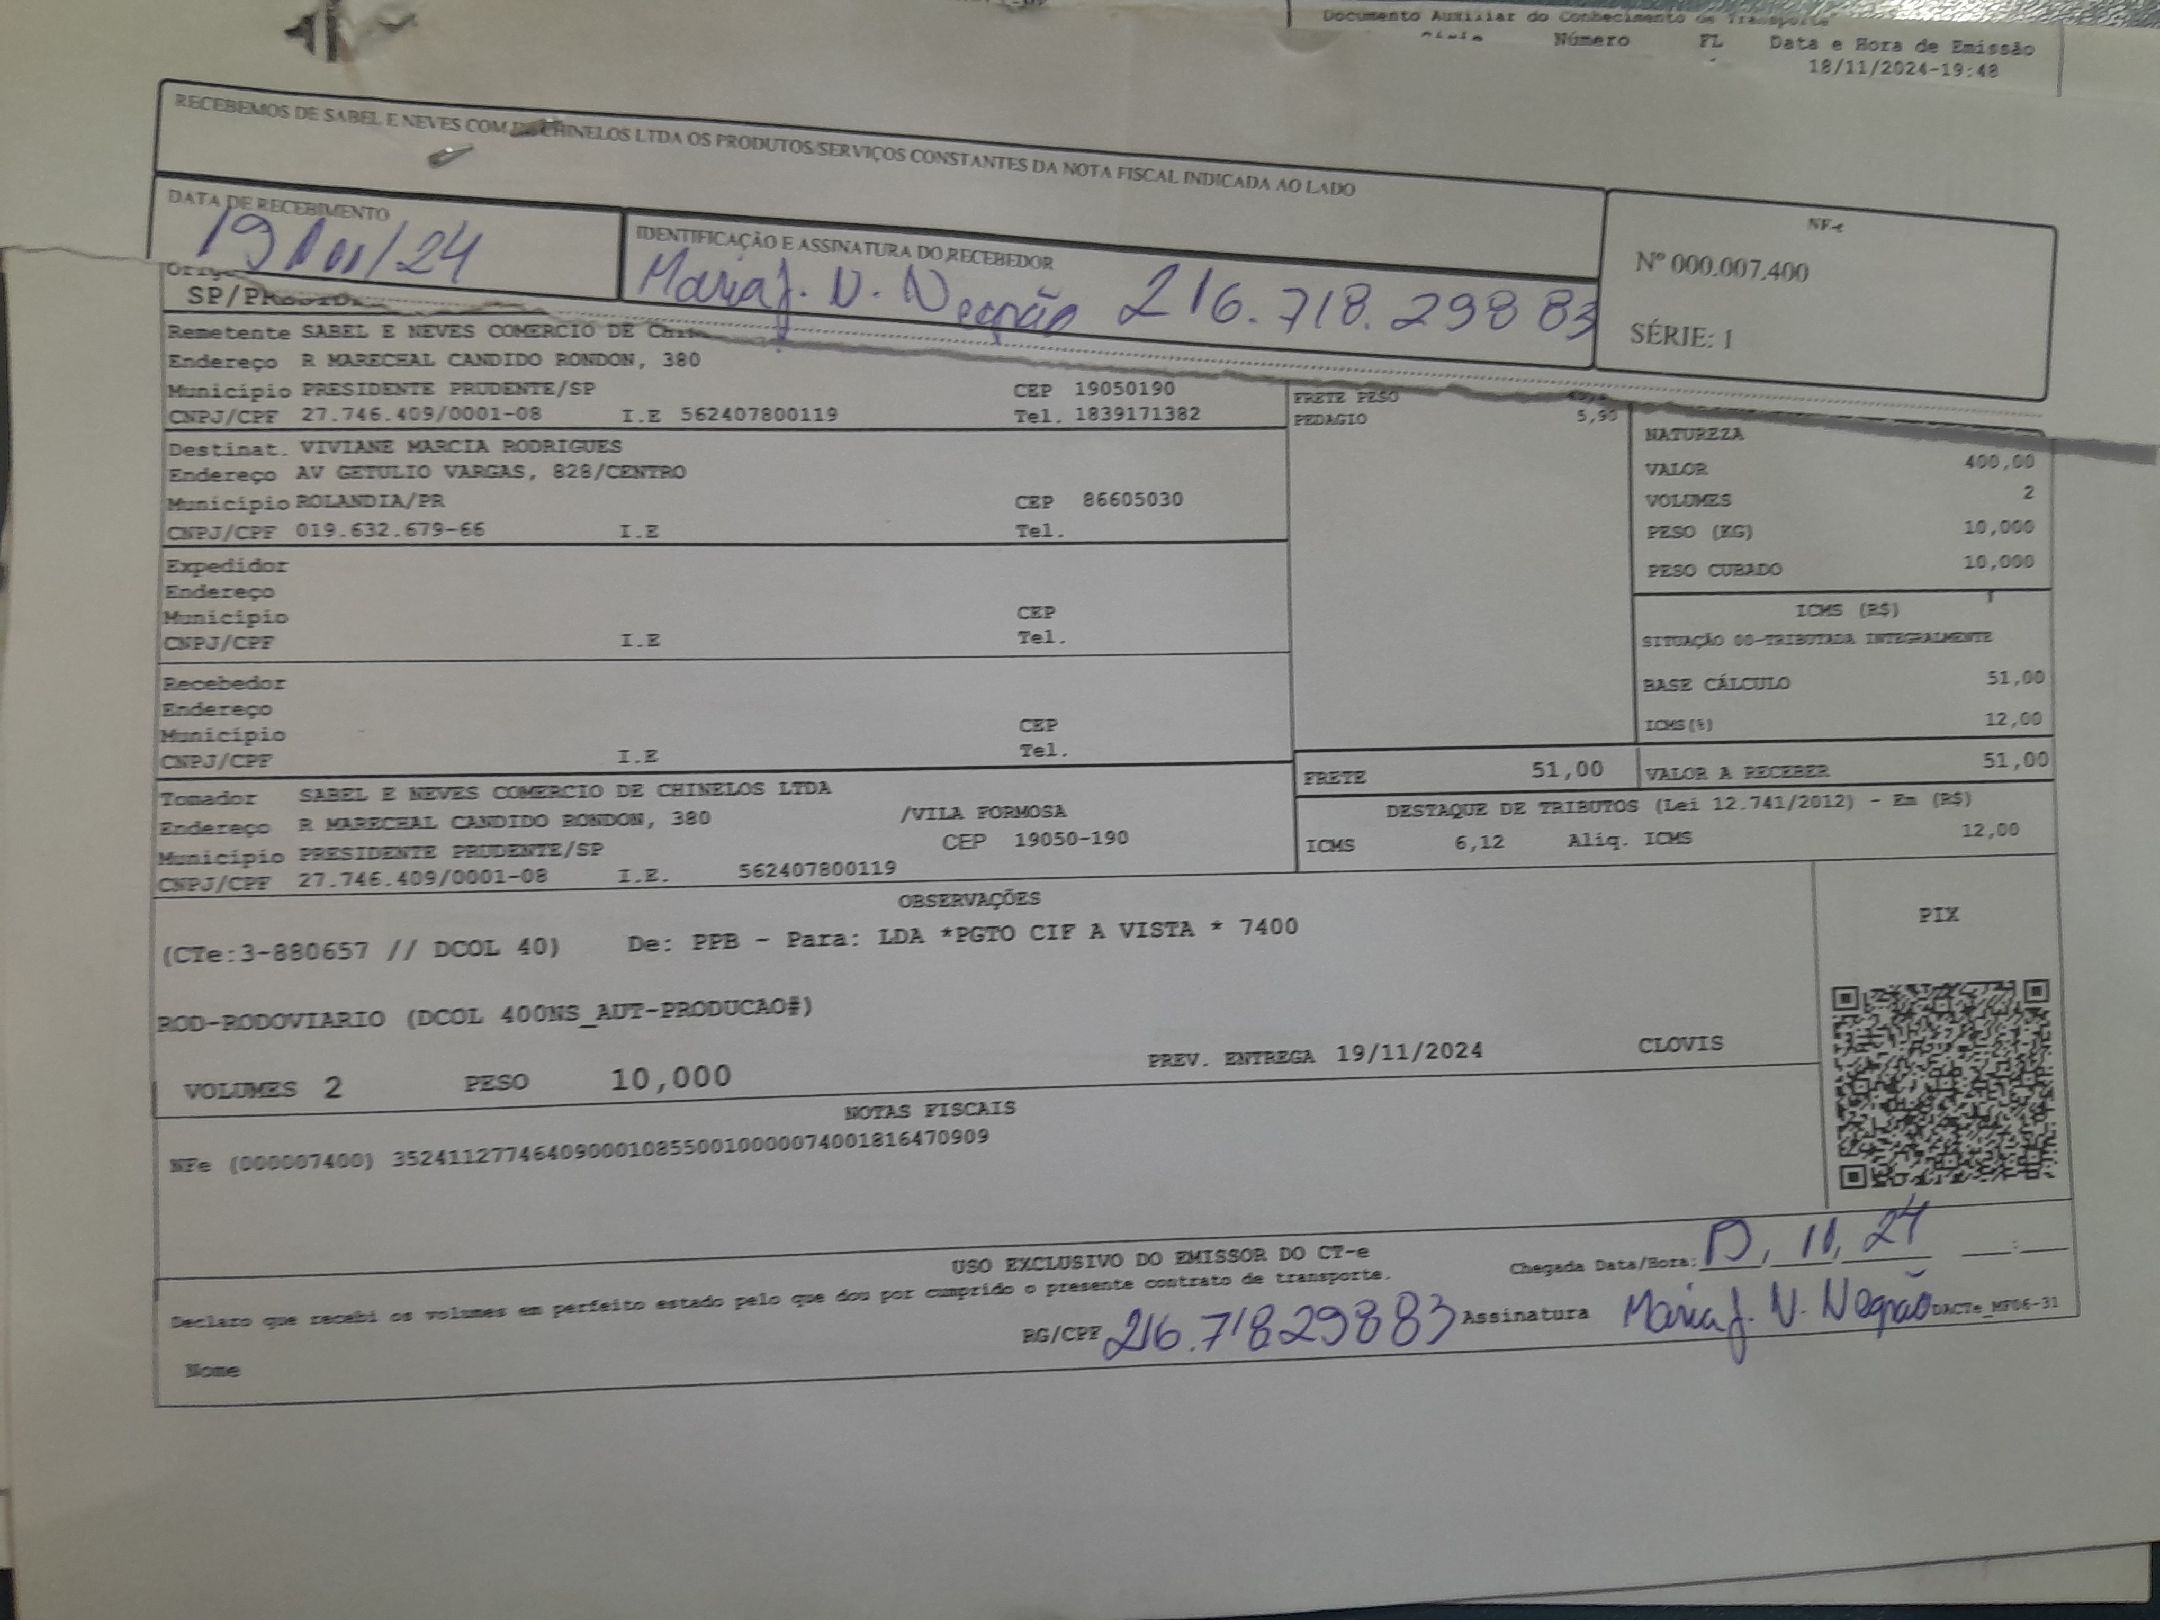 Documento Auxiliar do Conhecimento de Transporte
Número FL Data e Hora de Emissão
18/11/2024-19:48
RECEBEMOS DE SABEL E NEVES COM DE CHINELOS LTDA OS PRODUTOS/SERVIÇOS CONSTANTES DA NOTA FISCAL INDICADA AO LADO
DATA DE RECEBIMENTO
19/11/24
IDENTIFICAÇÃO E ASSINATURA DO RECEBEDOR
Maria J. V. Negrão 216.718.298 83
NF-e
Nº 000.007.400
SÉRIE: 1
Remetente SABEL E NEVES COMERCIO DE
Endereço R MARECHAL CANDIDO RONDON, 380
Município PRESIDENTE PRUDENTE/SP CEP 19050190
CNPJ/CPF 27.746.409/0001-08 I.E 562407800119 Tel. 1839171382
Destinat. VIVIANE MARCIA RODRIGUES
Endereço AV GETULIO VARGAS, 828/CENTRO
Município ROLANDIA/PR CEP 86605030
CNPJ/CPF 019.632.679-66 I.E Tel.
Expedidor
Endereço
Município CEP
CNPJ/CPF I.E Tel.
Recebedor
Endereço
Município CEP
CNPJ/CPF I.E Tel.
Tomador SABEL E NEVES COMERCIO DE CHINELOS LTDA
Endereço R MARECHAL CANDIDO RONDON, 380 /VILA FORMOSA
Município PRESIDENTE PRUDENTE/SP CEP 19050-190
CNPJ/CPF 27.746.409/0001-08 I.E. 562407800119
FRETE PESO
PEDAGIO 5,95
NATUREZA
VALOR 400,00
VOLUMES 2
PESO (KG) 10,000
PESO CUBADO 10,000
ICMS (R$)
SITUAÇÃO 00-TRIBUTADA INTEGRALMENTE
BASE CÁLCULO 51,00
ICMS(%) 12,00
FRETE 51,00 VALOR A RECEBER 51,00
DESTAQUE DE TRIBUTOS (Lei 12.741/2012) - Em (R$)
ICMS 6,12 Aliq. ICMS 12,00
OBSERVAÇÕES
(CTe:3-880657 // DCOL 40) De: PPB - Para: LDA *PGTO CIF A VISTA * 7400
ROD-RODOVIARIO (DCOL 400NS_AUT-PRODUCAO#)
VOLUMES 2 PESO 10,000 PREV. ENTREGA 19/11/2024 CLOVIS
PIX
NOTAS FISCAIS
NFe (000007400) 35241127746409000108550010000074001816470909
USO EXCLUSIVO DO EMISSOR DO CT-e
Declaro que recebi os volumes em perfeito estado pelo que dou por cumprido o presente contrato de transporte.
Chegada Data/Hora: 19, 11, 24 __:__
Nome RG/CPF 216.71829883 Assinatura Maria J. V. Negrão DACTe_MF06-31